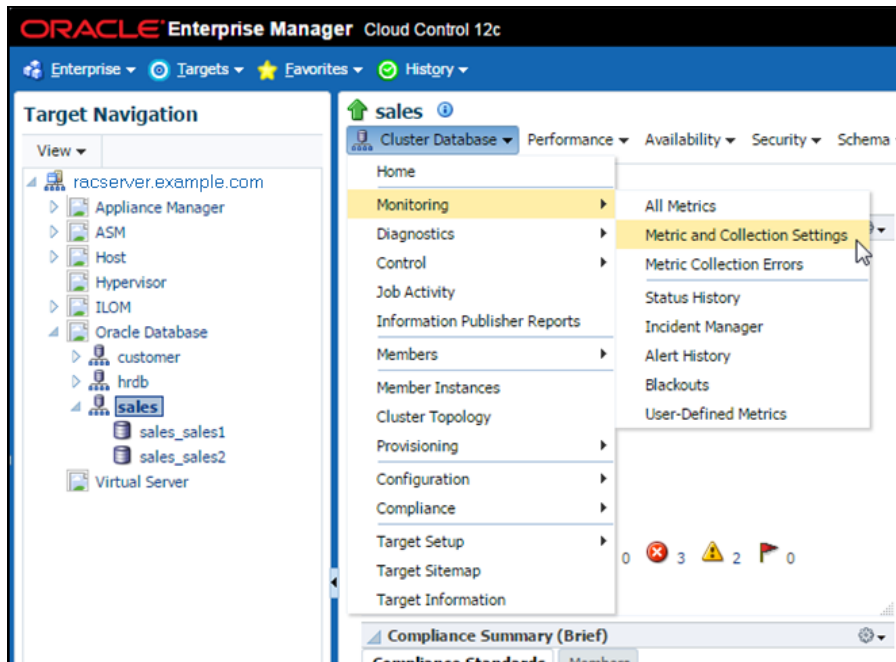 ORACLE Enterprise Manager Cloud Control 12c
Enterprise Targets Favorites History
Target Navigation
View
racserver.example.com
Appliance Manager
ASM
Host
Hypervisor
ILOM
Oracle Database
customer
hrdb
sales
sales_sales1
sales_sales2
Virtual Server
sales
Cluster Database Performance Availability Security Schema
Home
Monitoring
Diagnostics
Control
Job Activity
Information Publisher Reports
Members
Member Instances
Cluster Topology
Provisioning
Configuration
Compliance
Target Setup
Target Sitemap
Target Information
All Metrics
Metric and Collection Settings
Metric Collection Errors
Status History
Incident Manager
Alert History
Blackouts
User-Defined Metrics
0 3 2 0
Compliance Summary (Brief)
Compliance Standards Members